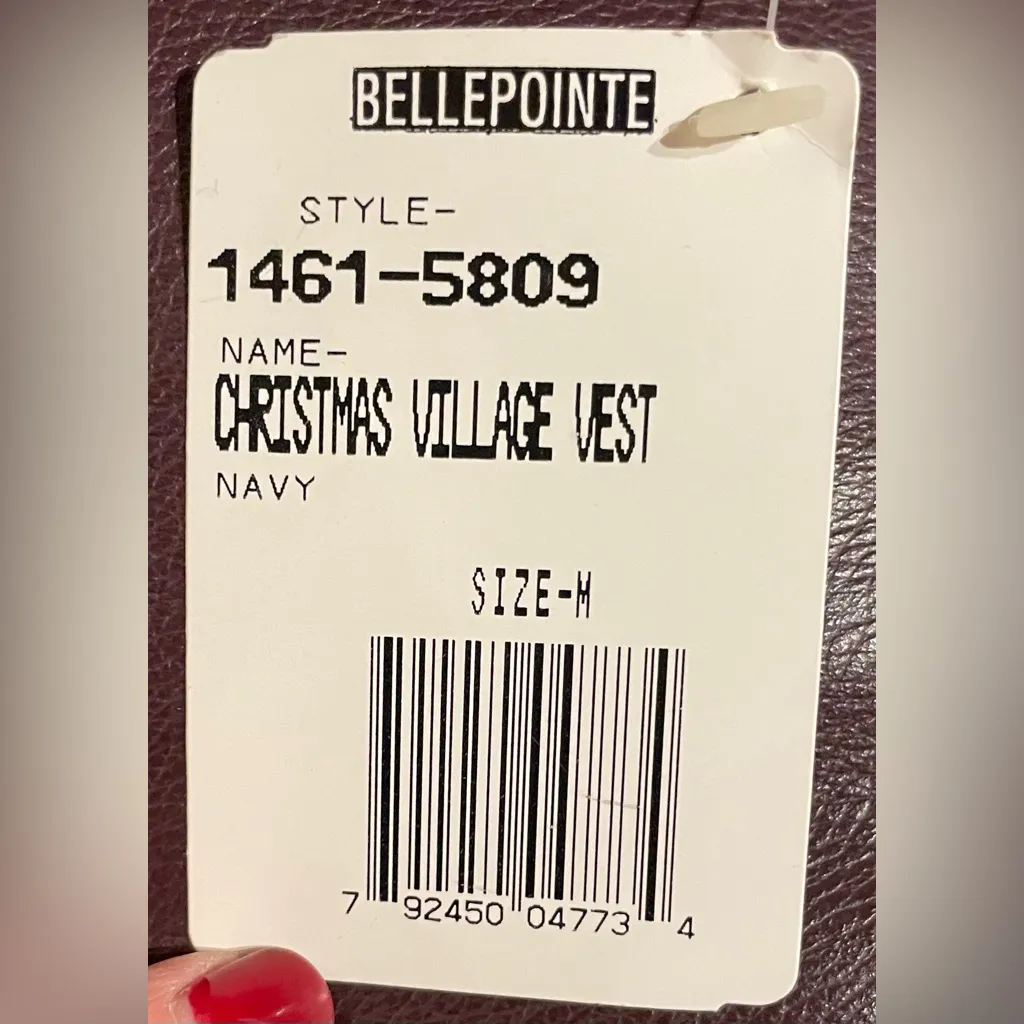 BELLEPOINTE
STYLE-
1461-5809
NAME-
CHRISTMAS VILLAGE VEST
NAVY
SIZE-M
7 92450 04773 4